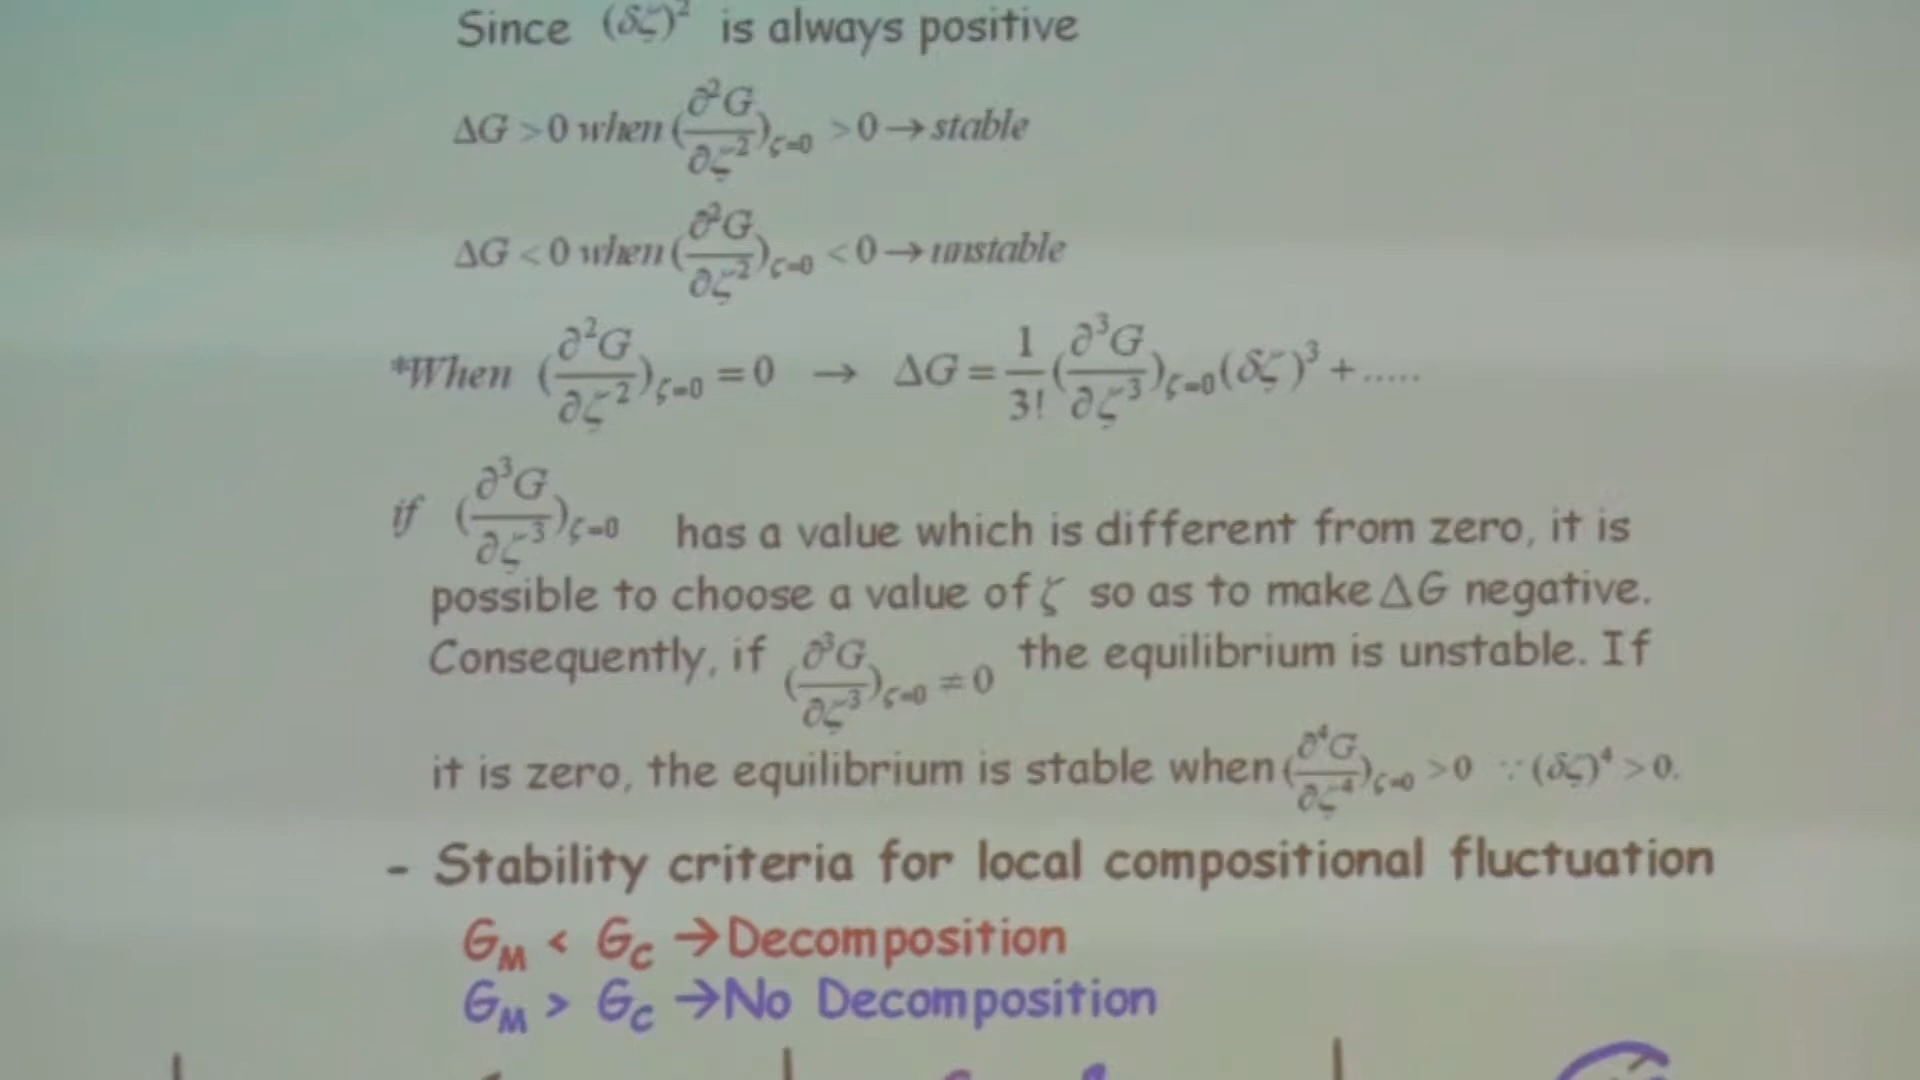 Since (δζ)² is always positive
ΔG > 0 when (∂²G/∂ζ²)ζ=0 > 0 → stable
ΔG < 0 when (∂²G/∂ζ²)ζ=0 < 0 → unstable
*When (∂²G/∂ζ²)ζ=0 = 0 → ΔG = 1/3! (∂³G/∂ζ³)ζ=0 (δζ)³ + .....
if (∂³G/∂ζ³)ζ=0 has a value which is different from zero, it is
possible to choose a value of ζ so as to make ΔG negative.
Consequently, if (∂³G/∂ζ³)ζ=0 ≠ 0 the equilibrium is unstable. If
it is zero, the equilibrium is stable when (∂⁴G/∂ζ⁴)ζ=0 > 0 ∵ (δζ)⁴ > 0.
- Stability criteria for local compositional fluctuation
G_M < G_C → Decomposition
G_M > G_C → No Decomposition